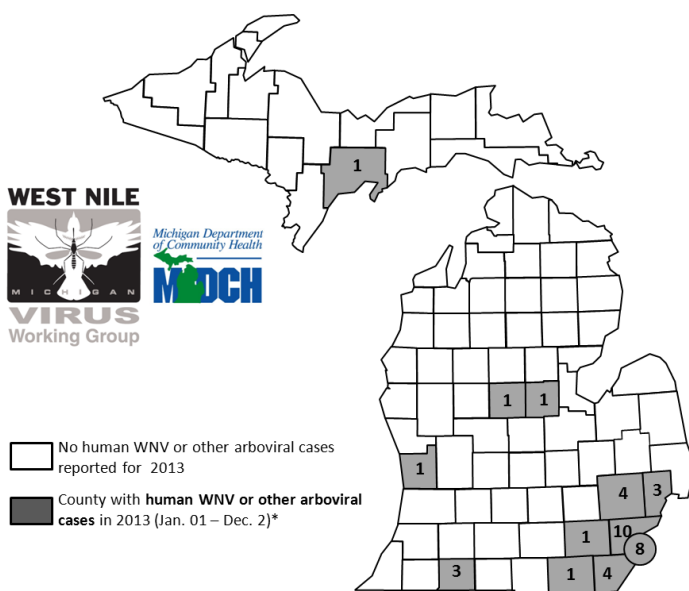 1
WEST NILE
MICHIGAN
VIRUS
Working Group
Michigan Department
of Community Health
MDCH
1 1
No human WNV or other arboviral cases
reported for 2013
1
County with human WNV or other arboviral
cases in 2013 (Jan. 01 – Dec. 2)*
4 3
1 10
8
3 1 4